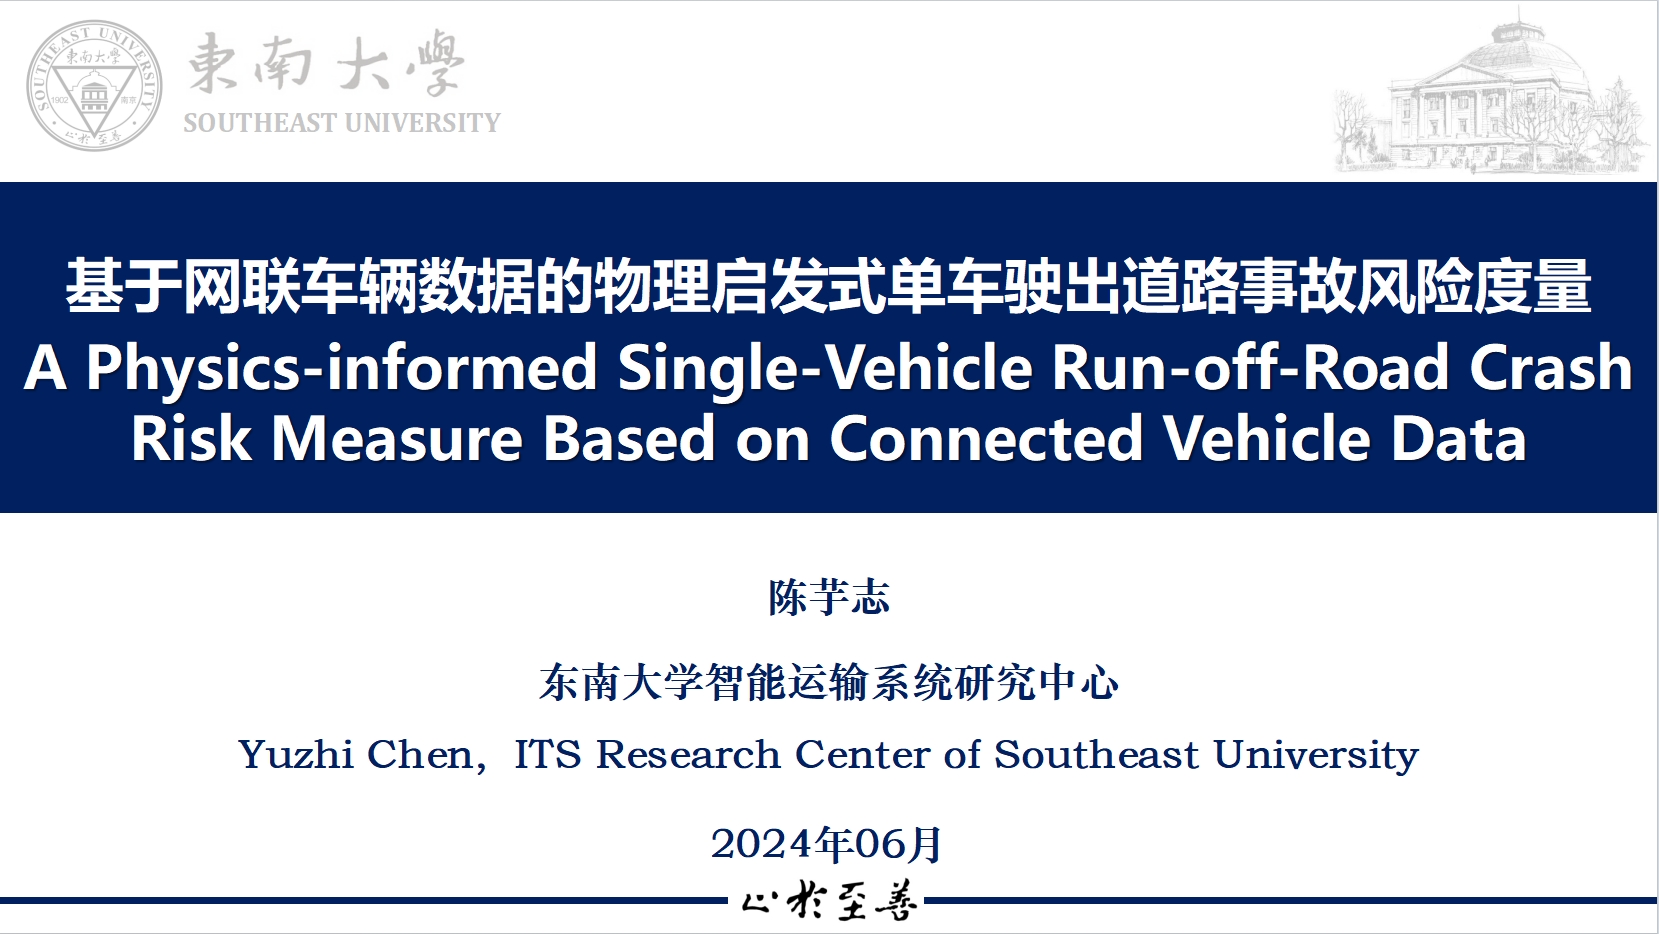 SOUTHEAST UNIVERSITY
東南大學
1902
南京
止於至善
東南大學
SOUTHEAST UNIVERSITY
基于网联车辆数据的物理启发式单车驶出道路事故风险度量
A Physics-informed Single-Vehicle Run-off-Road Crash
Risk Measure Based on Connected Vehicle Data
陈芋志
东南大学智能运输系统研究中心
Yuzhi Chen，ITS Research Center of Southeast University
2024年06月
止於至善